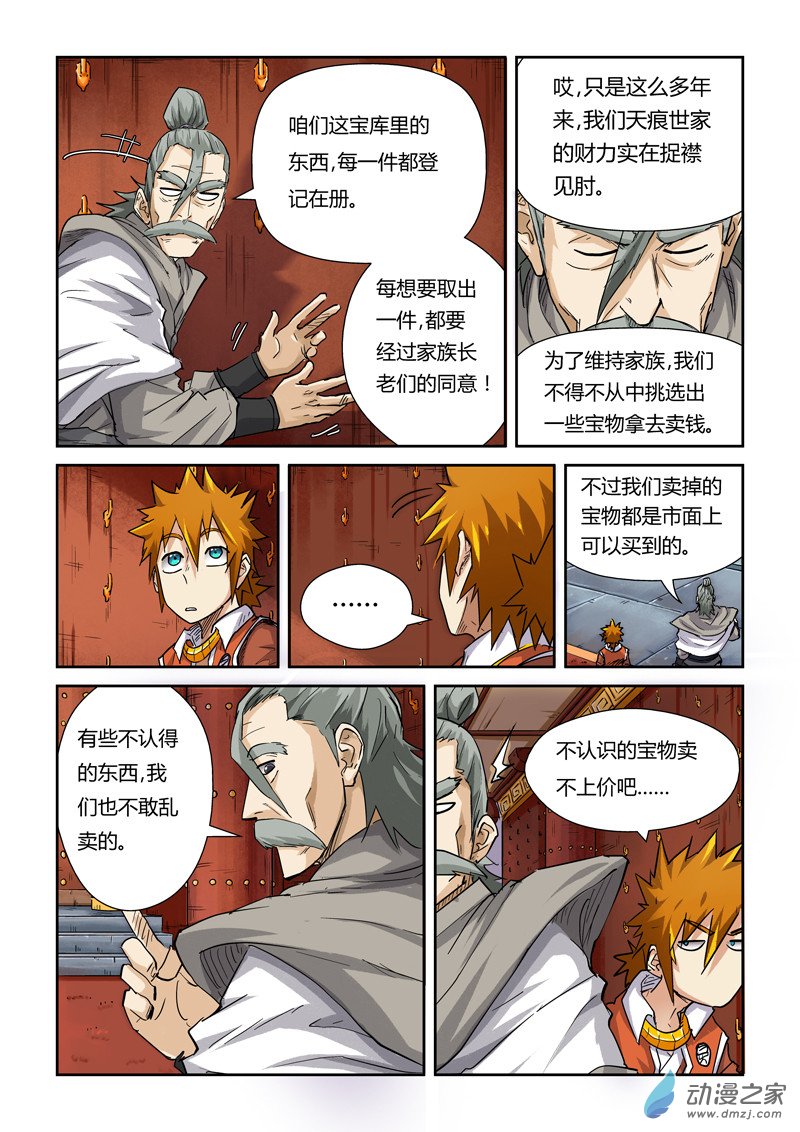 咱们这宝库里的
东西，每一件都登
记在册。
每想要取出
一件，都要
经过家族长
老们的同意！
哎，只是这么多年
来，我们天痕世家
的财力实在捉襟
见肘。
为了维持家族，我们
不得不从中挑选出
一些宝物拿去卖钱。
……
不过我们卖掉的
宝物都是市面上
可以买到的。
有些不认得
的东西，我
们也不敢乱
卖的。
不认识的宝物卖
不上价吧……
动漫之家
www.dmzj.com